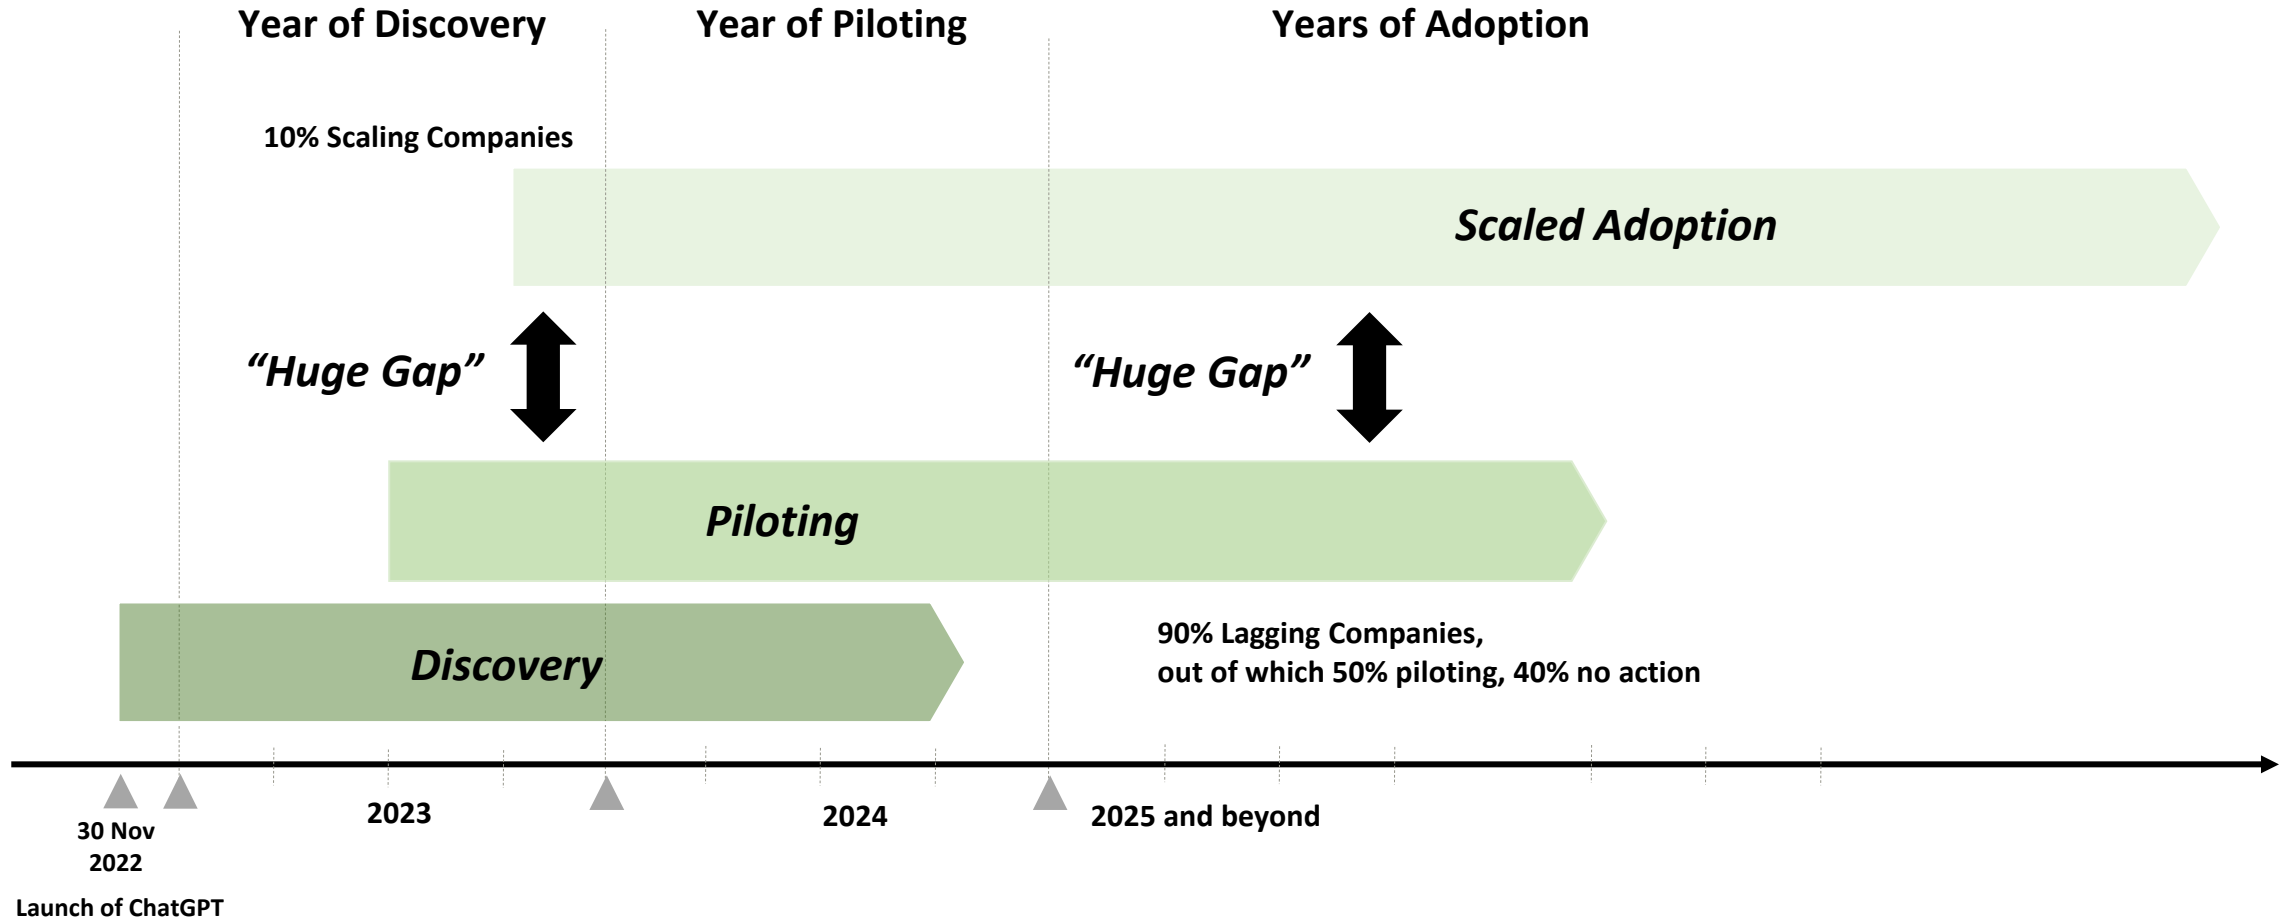 Year of Discovery
Year of Piloting
Years of Adoption
10% Scaling Companies
Scaled Adoption
“Huge Gap”
“Huge Gap”
Piloting
Discovery
90% Lagging Companies,
out of which 50% piloting, 40% no action
30 Nov
2022
Launch of ChatGPT
2023
2024
2025 and beyond